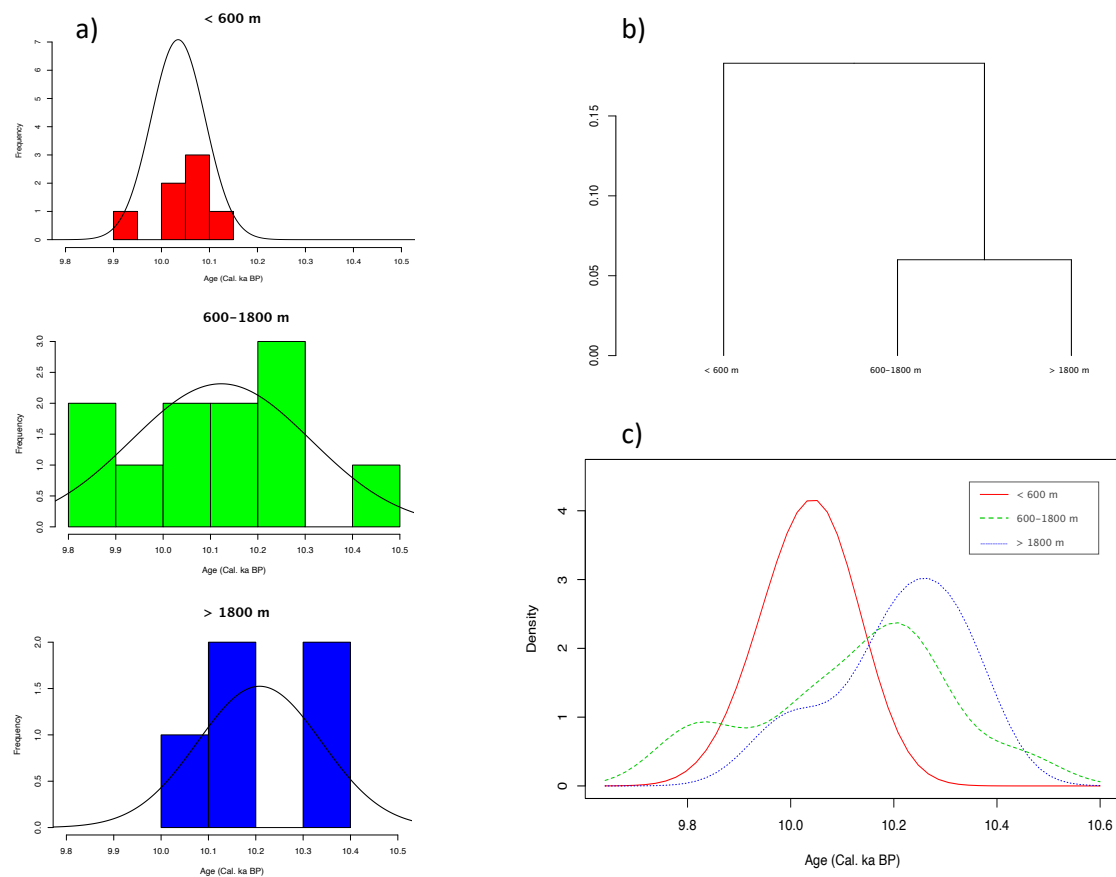 a)
< 600 m
Frequency
7
6
5
4
3
2
1
0
9.8 9.9 10.0 10.1 10.2 10.3 10.4 10.5
Age (Cal. ka BP)
600–1800 m
Frequency
3.0
2.5
2.0
1.5
1.0
0.5
0.0
9.8 9.9 10.0 10.1 10.2 10.3 10.4 10.5
Age (Cal. ka BP)
> 1800 m
Frequency
2.0
1.5
1.0
0.5
0.0
9.8 9.9 10.0 10.1 10.2 10.3 10.4 10.5
Age (Cal. ka BP)
b)
0.15
0.10
0.05
0.00
< 600 m 600–1800 m > 1800 m
c)
< 600 m
600–1800 m
> 1800 m
Density
4
3
2
1
0
9.8 10.0 10.2 10.4 10.6
Age (Cal. ka BP)